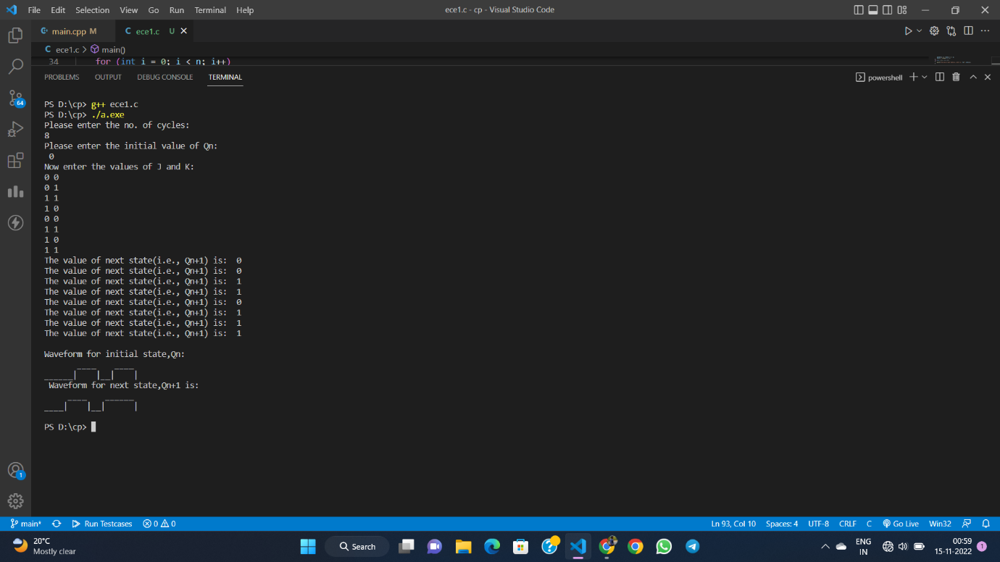 File Edit Selection View Go Run Terminal Help ece1.c - cp - Visual Studio Code
main.cpp M ece1.c U
ece1.c > main()
34 for (int i = 0; i < n; i++)
PROBLEMS OUTPUT DEBUG CONSOLE TERMINAL powershell
PS D:\cp> g++ ece1.c
PS D:\cp> ./a.exe
Please enter the no. of cycles:
8
Please enter the initial value of Qn:
0
Now enter the values of J and K:
0 0
0 1
1 1
1 0
0 0
1 1
1 0
1 1
The value of next state(i.e., Qn+1) is: 0
The value of next state(i.e., Qn+1) is: 0
The value of next state(i.e., Qn+1) is: 1
The value of next state(i.e., Qn+1) is: 1
The value of next state(i.e., Qn+1) is: 0
The value of next state(i.e., Qn+1) is: 1
The value of next state(i.e., Qn+1) is: 1
The value of next state(i.e., Qn+1) is: 1
Waveform for initial state,Qn:
Waveform for next state,Qn+1 is:
PS D:\cp>
64
1
main* Run Testcases 0 0 Ln 93, Col 10 Spaces: 4 UTF-8 CRLF C Go Live Win32
20°C
Mostly clear
Search
ENG
IN
00:59
15-11-2022
1